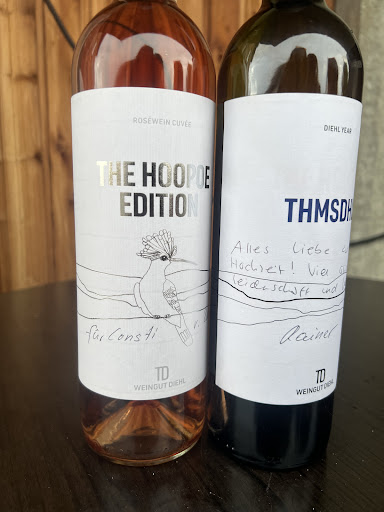 ROSÉWEIN CUVÉE
THE HOOPOE
EDITION
für Consti
TD
WEINGUT DIEHL
DIEHL YEAR
THMSDH
Alles Liebe
Hochzeit! Viel
Leidenschaft und
Rainer
TD
WEINGUT DIEHL